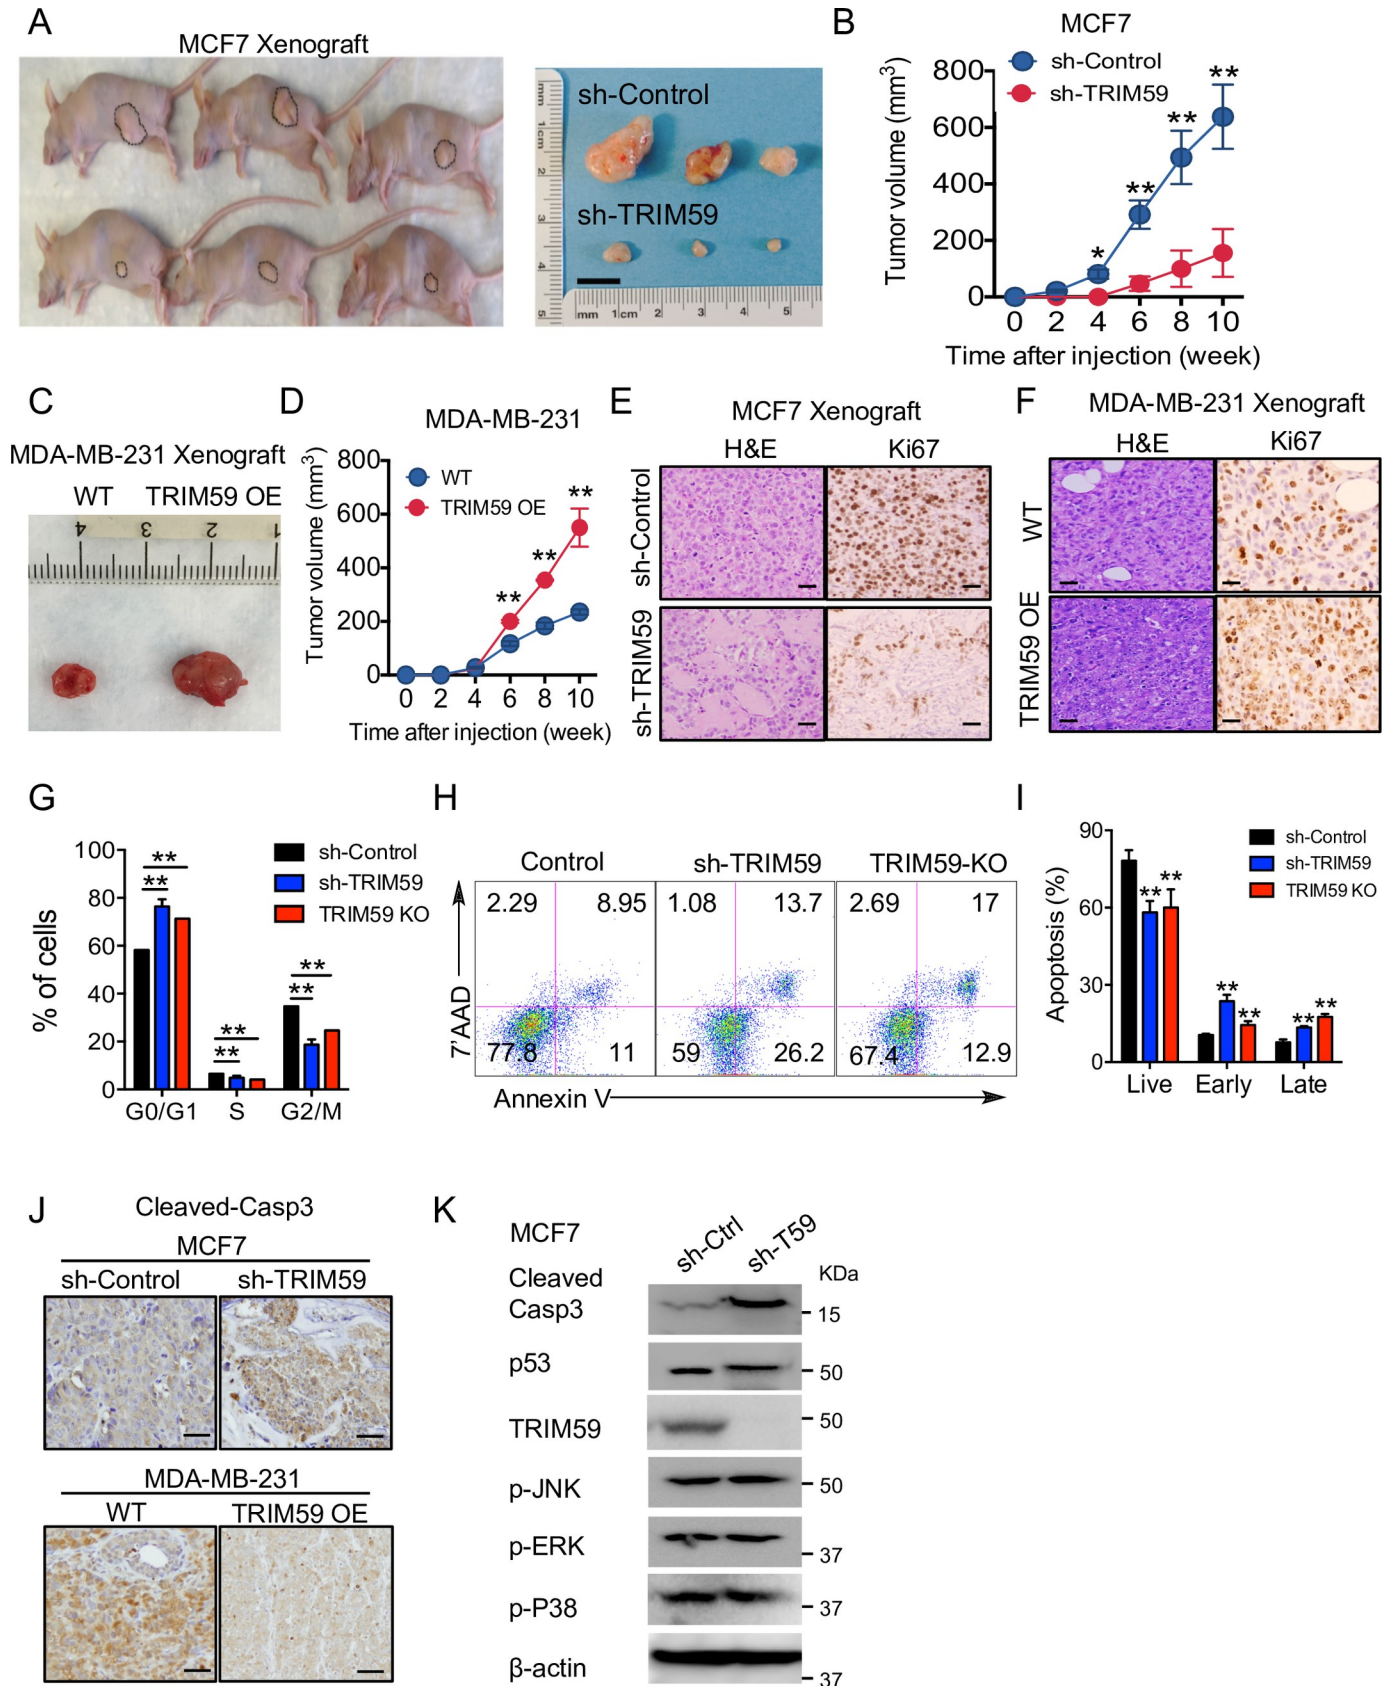 A
MCF7 Xenograft
sh-Control
sh-TRIM59
mm
1cm
2
3
4
5
mm 1cm 2 3 4 5
B
MCF7
sh-Control
sh-TRIM59
Tumor volume (mm3)
800
600
400
200
0
* ** ** **
0 2 4 6 8 10
Time after injection (week)
C
MDA-MB-231 Xenograft
WT TRIM59 OE
4 3 2 1
D
MDA-MB-231
WT
TRIM59 OE
Tumor volume (mm3)
800
600
400
200
0
** ** **
0 2 4 6 8 10
Time after injection (week)
E
MCF7 Xenograft
H&E Ki67
sh-Control
sh-TRIM59
F
MDA-MB-231 Xenograft
H&E Ki67
WT
TRIM59 OE
G
% of cells
100
80
60
40
20
0
sh-Control
sh-TRIM59
TRIM59 KO
**
**
**
**
**
**
G0/G1 S G2/M
H
Control sh-TRIM59 TRIM59-KO
2.29 8.95 1.08 13.7 2.69 17
77.8 11 59 26.2 67.4 12.9
7'AAD
Annexin V
I
Apoptosis (%)
90
60
30
0
sh-Control
sh-TRIM59
TRIM59 KO
** **
** **
** **
Live Early Late
J
Cleaved-Casp3
MCF7
sh-Control sh-TRIM59
MDA-MB-231
WT TRIM59 OE
K
MCF7
sh-Ctrl sh-T59
KDa
Cleaved
Casp3
15
p53
50
TRIM59
50
p-JNK
50
p-ERK
37
p-P38
37
β-actin
37